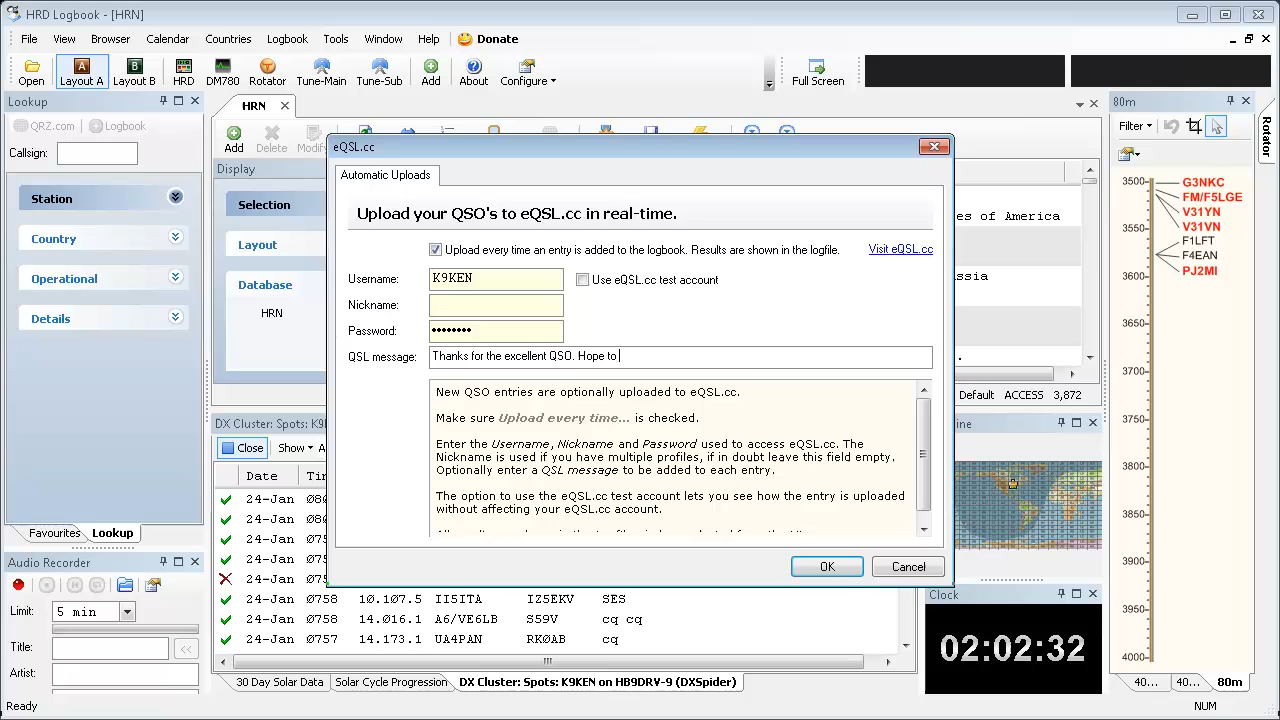 HRD Logbook - [HRN]
File View Browser Calendar Countries Logbook Tools Window Help Donate
Open Layout A Layout B HRD DM780 Rotator Tune-Main Tune-Sub Add About Configure Full Screen
Lookup
QRZ.com Logbook
Callsign:
Station
Country
Operational
Details
Favourites Lookup
Audio Recorder
Limit: 5 min
Title:
Artist:
Ready
HRN
Add Delete
Display
Selection
Layout
Database
HRN
es of America
ssia
Default ACCESS 3,872
eQSL.cc
Automatic Uploads
Upload your QSO's to eQSL.cc in real-time.
Upload every time an entry is added to the logbook. Results are shown in the logfile. Visit eQSL.cc
Username: K9KEN Use eQSL.cc test account
Nickname:
Password: ••••••••
QSL message: Thanks for the excellent QSO. Hope to
New QSO entries are optionally uploaded to eQSL.cc.
Make sure Upload every time... is checked.
Enter the Username, Nickname and Password used to access eQSL.cc. The
Nickname is used if you have multiple profiles, if in doubt leave this field empty.
Optionally enter a QSL message to be added to each entry.
The option to use the eQSL.cc test account lets you see how the entry is uploaded
without affecting your eQSL.cc account.
OK Cancel
DX Cluster: Spots: K9K
Close Show
Date
24-Jan
24-Jan
24-Jan
24-Jan
24-Jan
24-Jan Ø758 10.107.5 II5ITA IZ5EKV SES
24-Jan Ø758 14.Ø16.1 A6/VE6LB S59V cq cq
24-Jan Ø757 14.173.1 UA4PAN RKØAB cq
30 Day Solar Data Solar Cycle Progression DX Cluster: Spots: K9KEN on HB9DRV-9 (DXSpider)
Clock
02:02:32
80m
Filter
3500
3550
3600
3650
3700
3750
3800
3850
3900
3950
4000
G3NKC
FM/F5LGE
V31YN
V31VN
F1LFT
F4EAN
PJ2MI
40... 40... 80m
Rotator
NUM